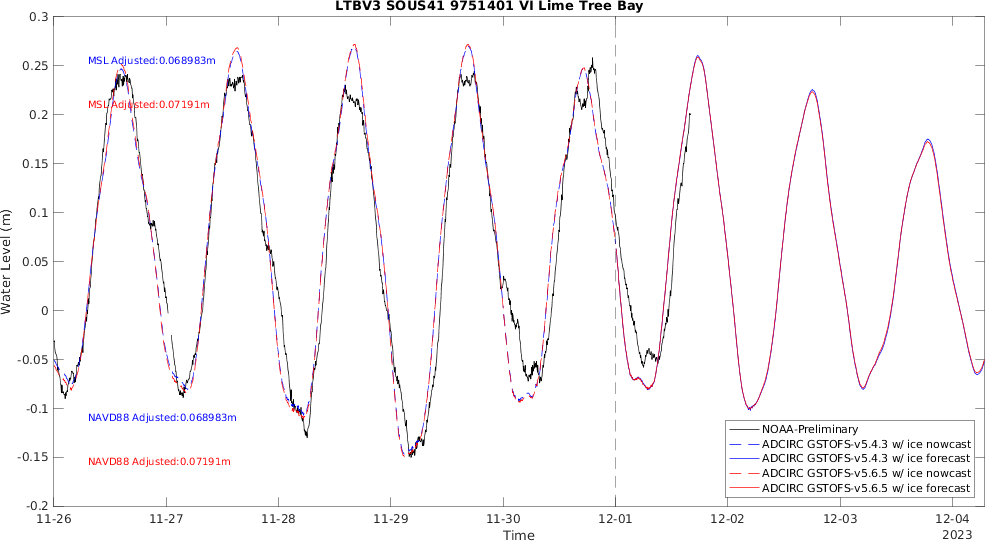 LTBV3 SOUS41 9751401 VI Lime Tree Bay
0.3
0.25
0.2
0.15
0.1
0.05
0
-0.05
-0.1
-0.15
-0.2
Water Level (m)
MSL Adjusted:0.068983m
MSL Adjusted:0.07191m
NAVD88 Adjusted:0.068983m
NAVD88 Adjusted:0.07191m
NOAA-Preliminary
ADCIRC GSTOFS-v5.4.3 w/ ice nowcast
ADCIRC GSTOFS-v5.4.3 w/ ice forecast
ADCIRC GSTOFS-v5.6.5 w/ ice nowcast
ADCIRC GSTOFS-v5.6.5 w/ ice forecast
11-26 11-27 11-28 11-29 11-30 12-01 12-02 12-03 12-04
Time 2023